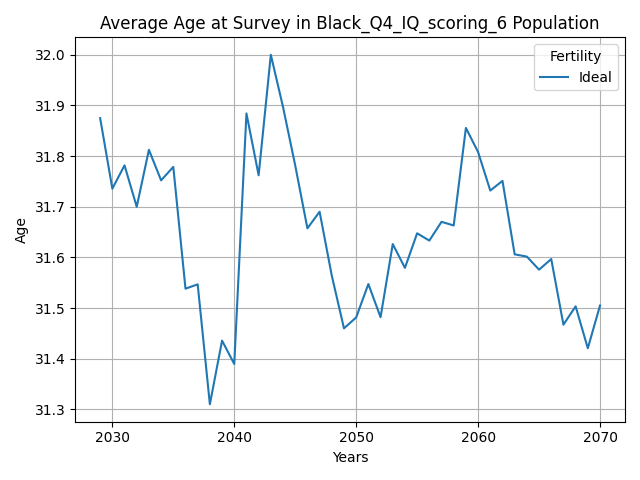 Average Age at Survey in Black_Q4_IQ_scoring_6 Population
Fertility
Ideal
32.0
31.9
31.8
31.7
31.6
31.5
31.4
31.3
Age
2030
2040
2050
2060
2070
Years